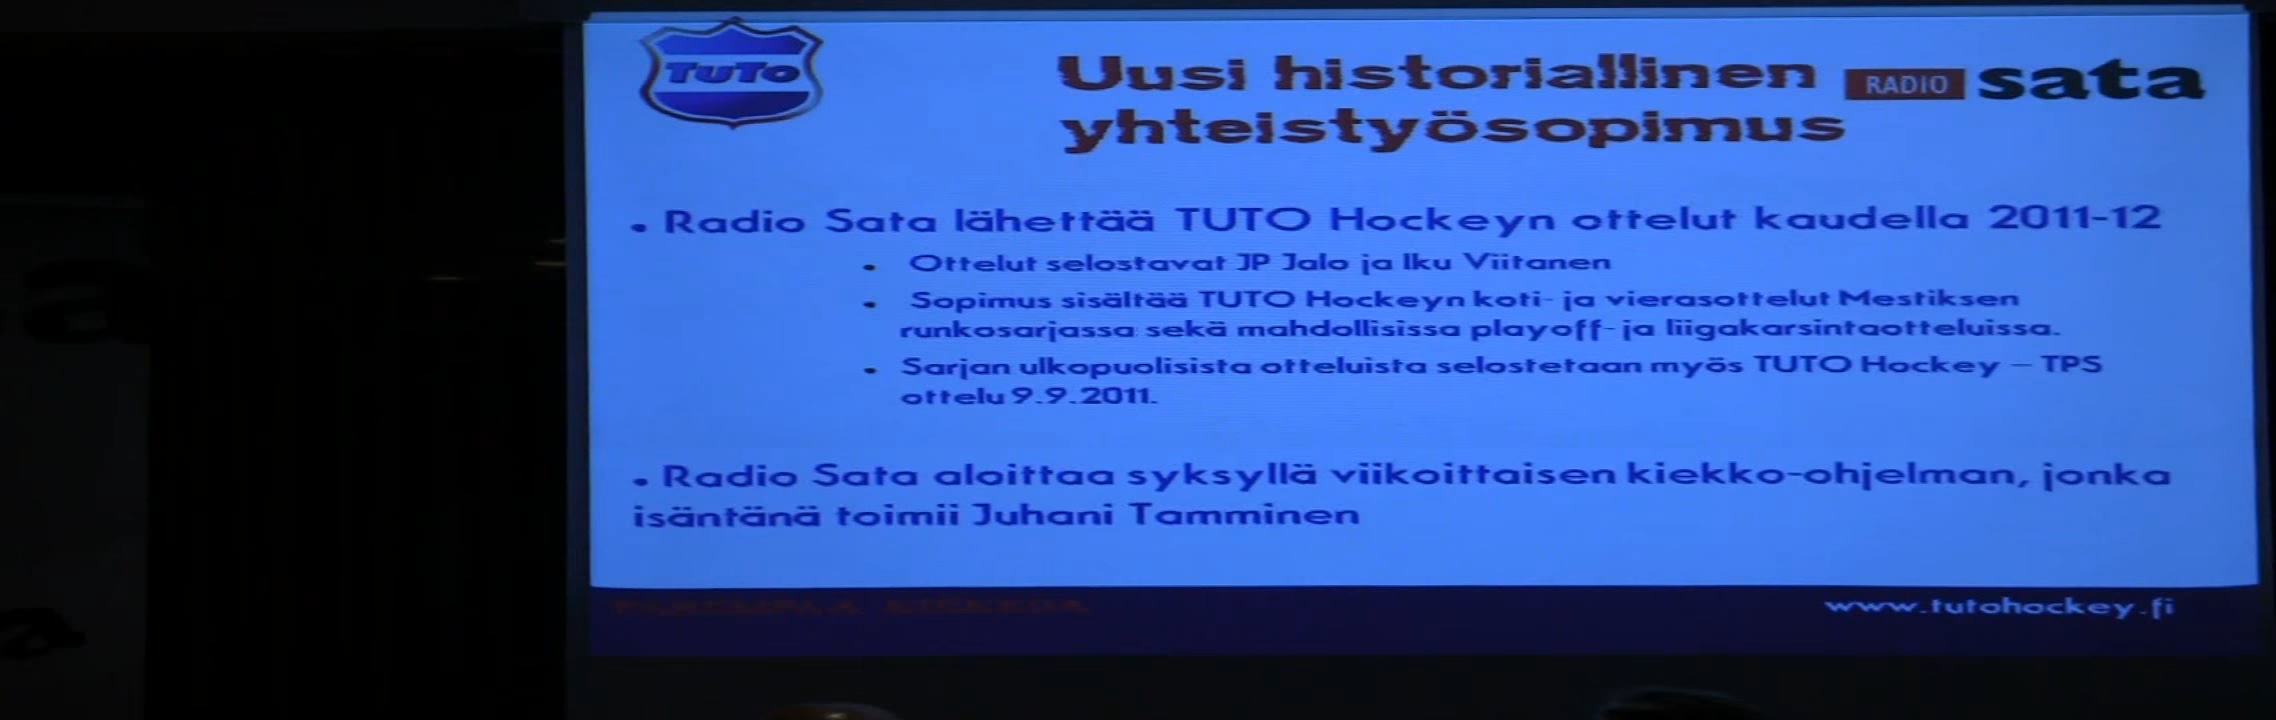 TuTo
Uusi historiallinen
RADIO sata
yhteistyösopimus
• Radio Sata lähettää TUTO Hockeyn ottelut kaudella 2011-12
• Ottelut selostavat JP Jalo ja Iku Viitanen
• Sopimus sisältää TUTO Hockeyn koti- ja vierasottelut Mestiksen
runkosarjassa sekä mahdollisissa playoff- ja liigakarsintaotteluissa.
• Sarjan ulkopuolisista otteluista selostetaan myös TUTO Hockey – TPS
ottelu 9.9.2011.
• Radio Sata aloittaa syksyllä viikoittaisen kiekko-ohjelman, jonka
isäntänä toimii Juhani Tamminen
www.tutohockey.fi